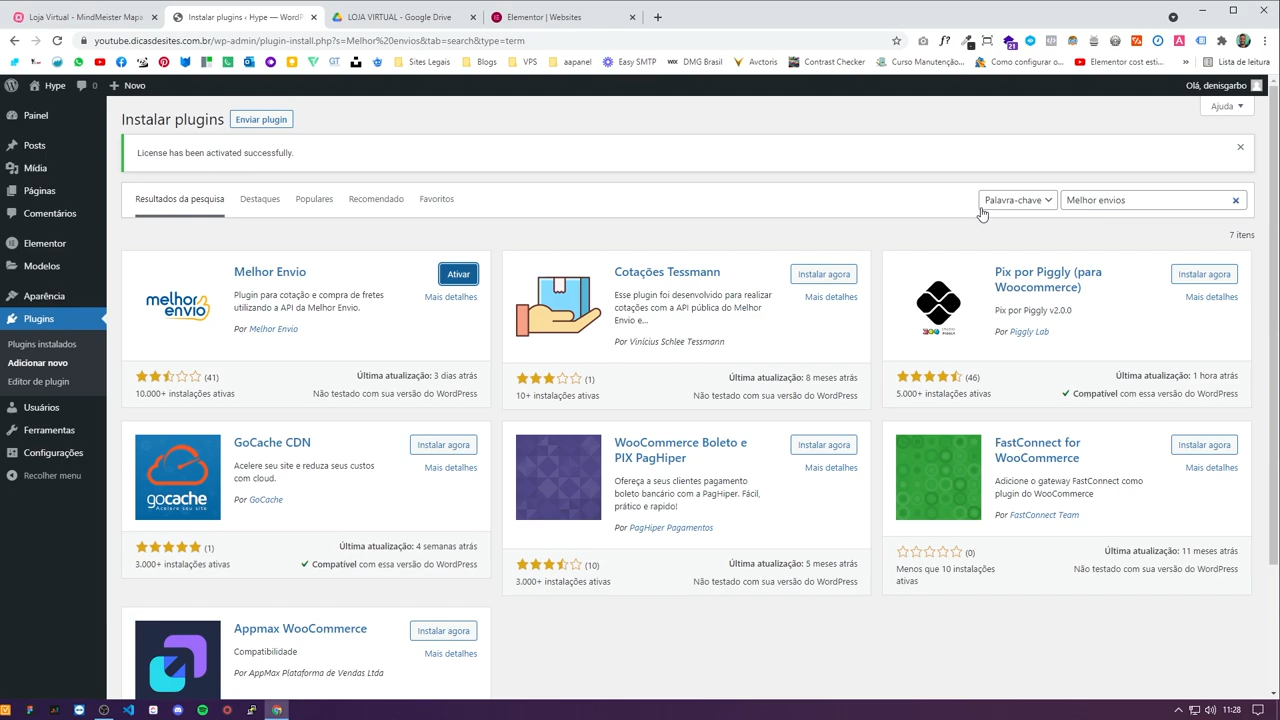 Loja Virtual - MindMeister Mapa
Instalar plugins ‹ Hype — WordP
LOJA VIRTUAL - Google Drive
Elementor | Websites
youtube.dicasdesites.com.br/wp-admin/plugin-install.php?s=Melhor%20envios&tab=search&type=term
Sites Legais
Blogs
VPS
aapanel
Easy SMTP
DMG Brasil
Avctoris
Contrast Checker
Curso Manutenção...
Como configurar o...
Elementor cost esti...
Lista de leitura
Hype
0
Novo
Olá, denisgarbo
Painel
Posts
Mídia
Páginas
Comentários
Elementor
Modelos
Aparência
Plugins
Plugins instalados
Adicionar novo
Editor de plugin
Usuários
Ferramentas
Configurações
Recolher menu
Instalar plugins
Enviar plugin
Ajuda
License has been activated successfully.
Resultados da pesquisa
Destaques
Populares
Recomendado
Favoritos
Palavra-chave
Melhor envios
7 itens
melhor
envio
Melhor Envio
Ativar
Mais detalhes
Plugin para cotação e compra de fretes
utilizando a API da Melhor Envio.
Por Melhor Envio
(41)
Última atualização: 3 dias atrás
10.000+ instalações ativas
Não testado com sua versão do WordPress
Cotações Tessmann
Instalar agora
Mais detalhes
Esse plugin foi desenvolvido para realizar
cotações com a API pública do Melhor
Envio e...
Por Vinícius Schlee Tessmann
(1)
Última atualização: 8 meses atrás
10+ instalações ativas
Não testado com sua versão do WordPress
Pix por Piggly (para
Woocommerce)
Instalar agora
Mais detalhes
Pix por Piggly v2.0.0
Por Piggly Lab
(46)
Última atualização: 1 hora atrás
5.000+ instalações ativas
Compatível com essa versão do WordPress
gocache
Acelere seu site
GoCache CDN
Instalar agora
Mais detalhes
Acelere seu site e reduza seus custos
com cloud.
Por GoCache
(1)
Última atualização: 4 semanas atrás
3.000+ instalações ativas
Compatível com essa versão do WordPress
WooCommerce Boleto e
PIX PagHiper
Instalar agora
Mais detalhes
Ofereça a seus clientes pagamento
boleto bancário com a PagHiper. Fácil,
prático e rapido!
Por PagHiper Pagamentos
(10)
Última atualização: 5 meses atrás
3.000+ instalações ativas
Não testado com sua versão do WordPress
FastConnect for
WooCommerce
Instalar agora
Mais detalhes
Adicione o gateway FastConnect como
plugin do WooCommerce
Por FastConnect Team
(0)
Última atualização: 11 meses atrás
Menos que 10 instalações
ativas
Não testado com sua versão do WordPress
Appmax WooCommerce
Instalar agora
Mais detalhes
Compatibilidade
Por AppMax Plataforma de Vendas Ltda
11:28